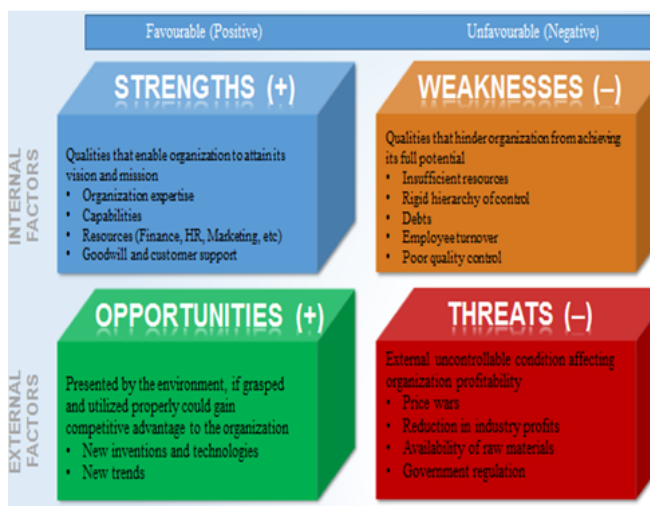 Favourable (Positive)
Unfavourable (Negative)
INTERNAL
FACTORS
STRENGTHS (+)
Qualities that enable organization to attain its
vision and mission
• Organization expertise
• Capabilities
• Resources (Finance, HR, Marketing, etc)
• Goodwill and customer support
WEAKNESSES (–)
Qualities that hinder organization from achieving
its full potential
• Insufficient resources
• Rigid hierarchy of control
• Debts
• Employee turnover
• Poor quality control
EXTERNAL
FACTORS
OPPORTUNITIES (+)
Presented by the environment, if grasped
and utilized properly could gain
competitive advantage to the organization
• New inventions and technologies
• New trends
THREATS (–)
External uncontrollable condition affecting
organization profitability
• Price wars
• Reduction in industry profits
• Availability of raw materials
• Government regulation